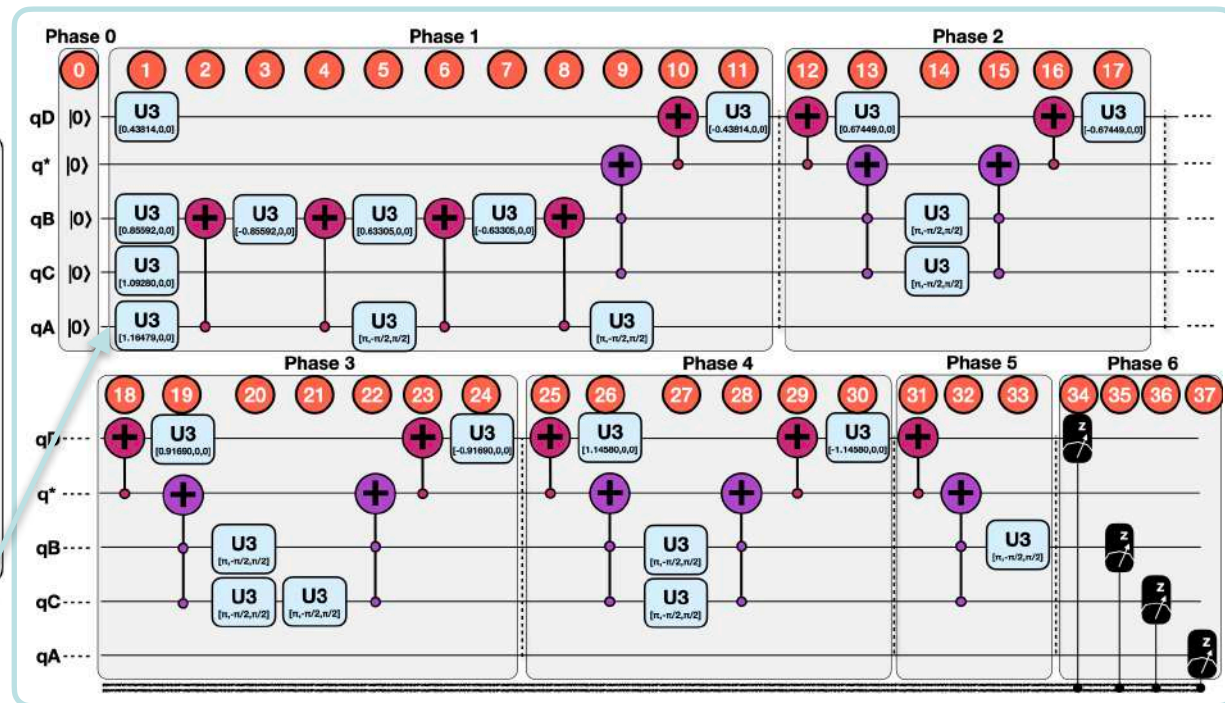 Phase 0 Phase 1 Phase 2
0 1 2 3 4 5 6 7 8 9 10 11 12 13 14 15 16 17
qD |0⟩ U3 U3 U3 U3
[0.43814,0,0] [-0.43814,0,0] [0.67449,0,0] [-0.67449,0,0]
q* |0⟩
qB |0⟩ U3 U3 U3 U3 U3
[0.85592,0,0] [-0.85592,0,0] [0.63305,0,0] [-0.63305,0,0] [π,-π/2,π/2]
qC |0⟩ U3 U3
[1.09280,0,0] [π,-π/2,π/2]
qA |0⟩ U3 U3 U3
[1.16479,0,0] [π,-π/2,π/2] [π,-π/2,π/2]
Phase 3 Phase 4 Phase 5 Phase 6
18 19 20 21 22 23 24 25 26 27 28 29 30 31 32 33 34 35 36 37
qD U3 U3 U3 U3 z
[0.91690,0,0] [-0.91690,0,0] [1.14580,0,0] [-1.14580,0,0]
q*
qB U3 U3 U3 z
[π,-π/2,π/2] [π,-π/2,π/2] [π,-π/2,π/2]
qC U3 U3 U3 z
[π,-π/2,π/2] [π,-π/2,π/2] [π,-π/2,π/2]
qA z